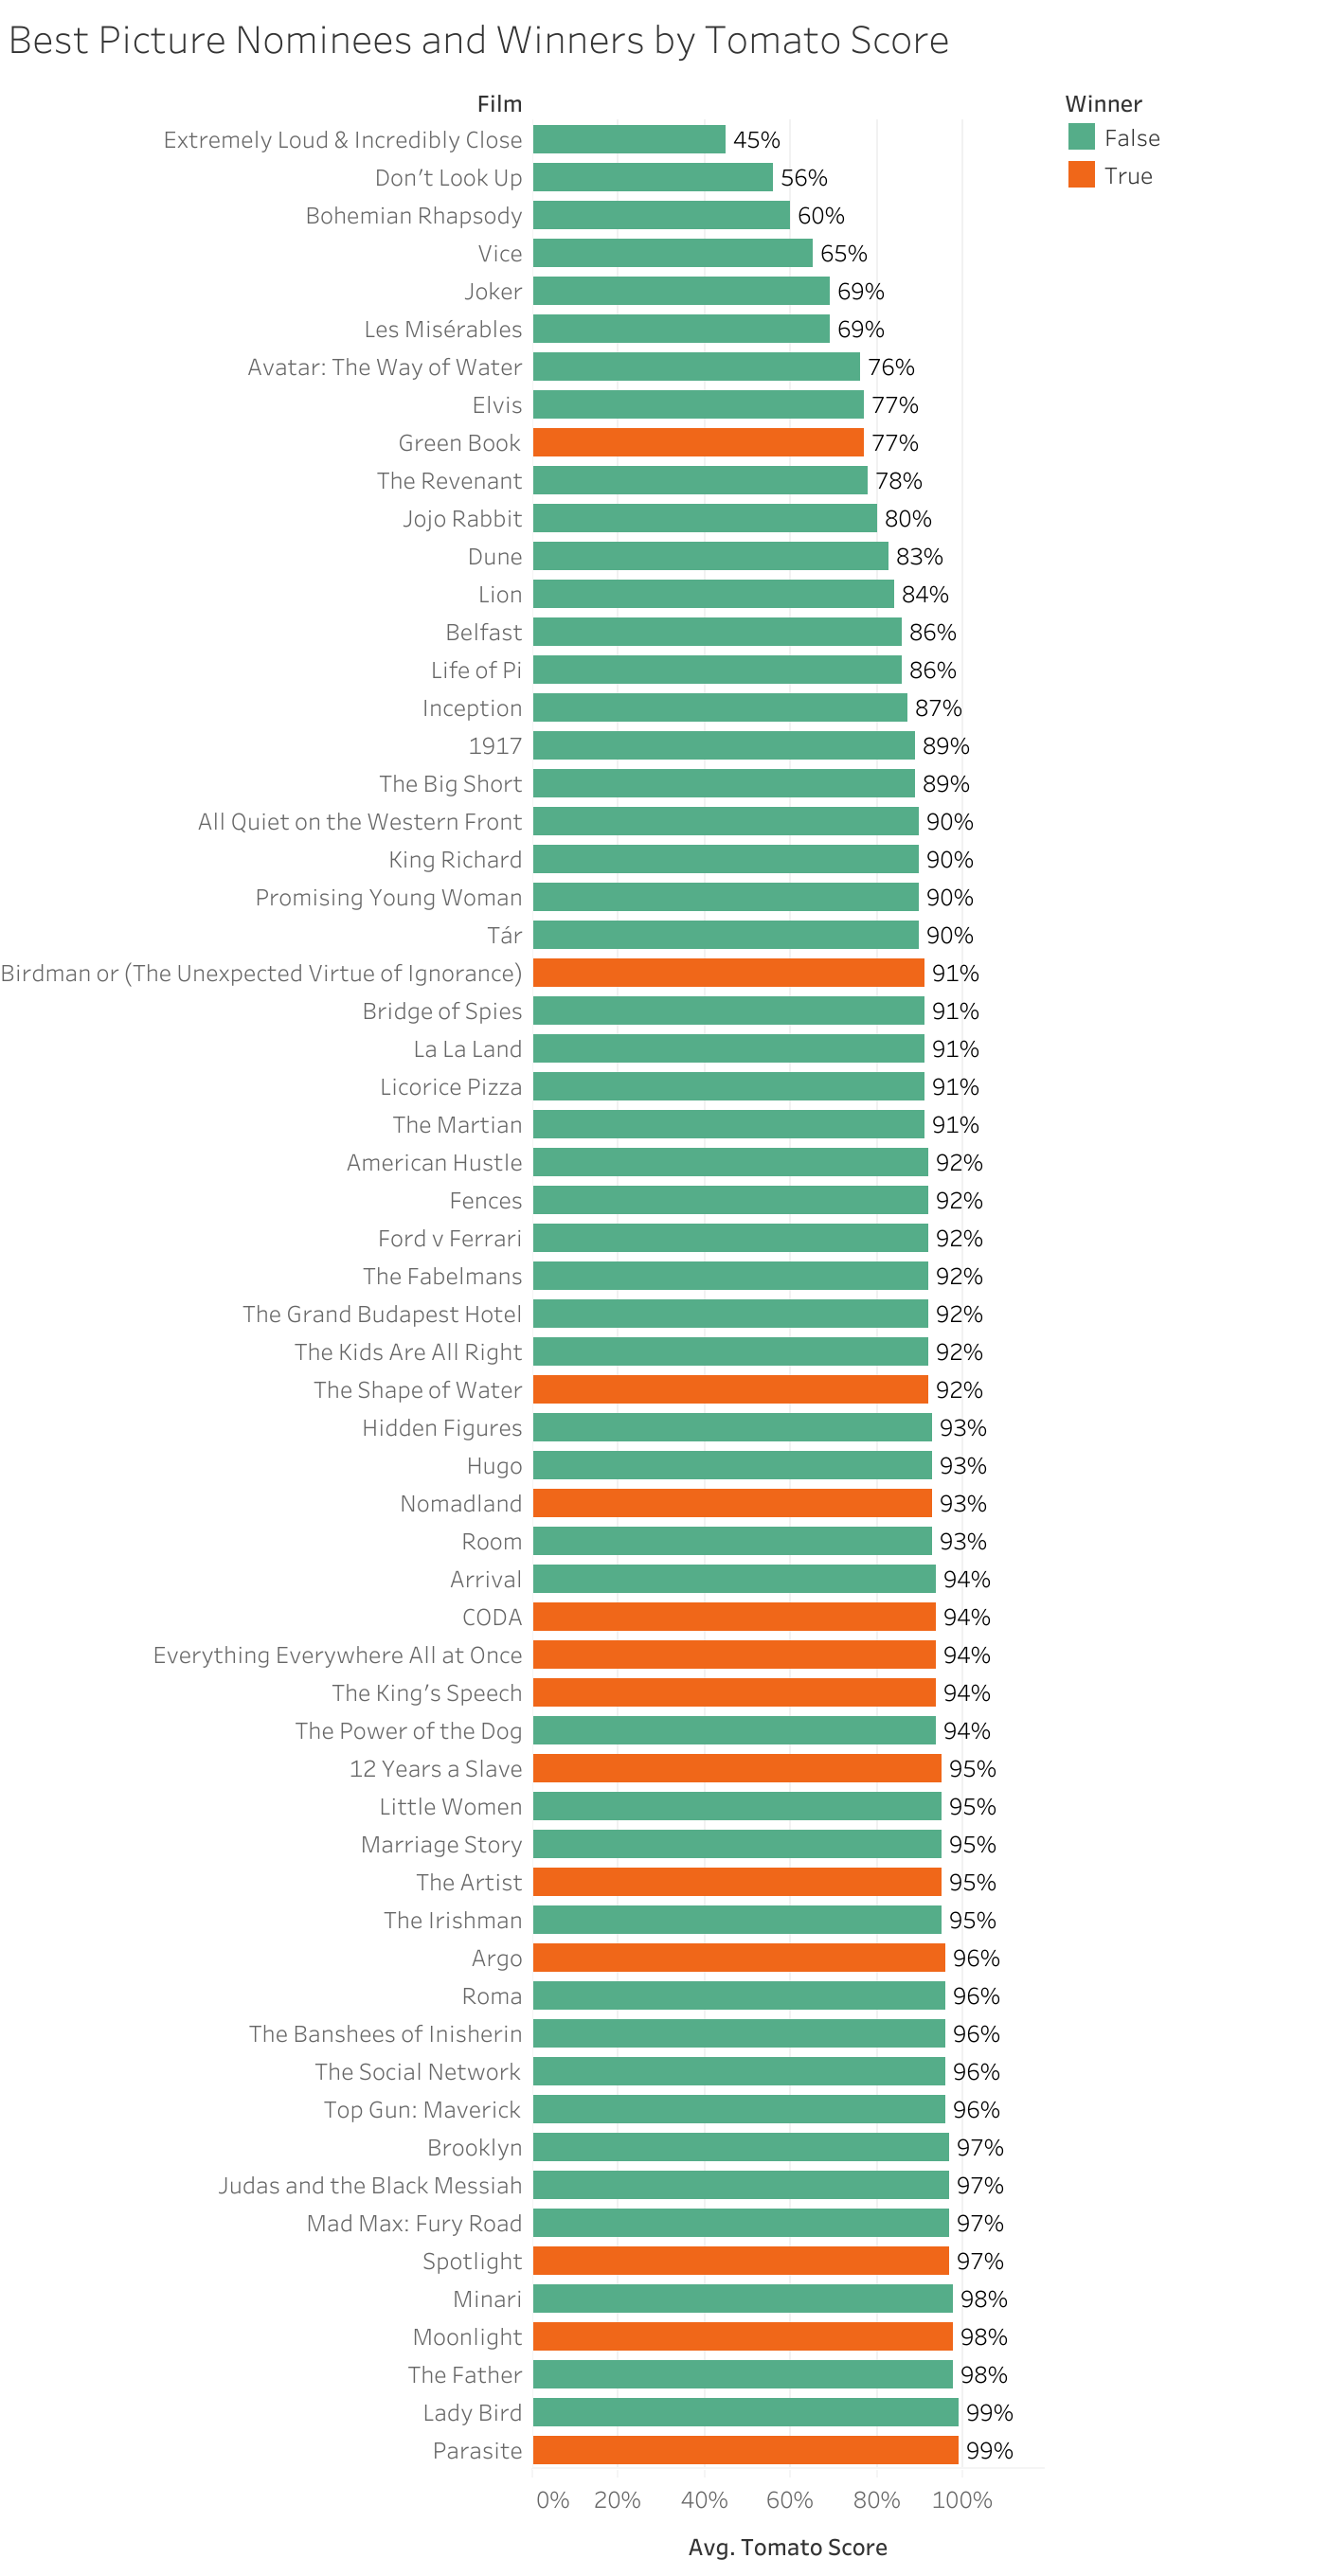 Best Picture Nominees and Winners by Tomato Score
Film
Winner
False
True
Extremely Loud & Incredibly Close 45%
Don’t Look Up 56%
Bohemian Rhapsody 60%
Vice 65%
Joker 69%
Les Misérables 69%
Avatar: The Way of Water 76%
Elvis 77%
Green Book 77%
The Revenant 78%
Jojo Rabbit 80%
Dune 83%
Lion 84%
Belfast 86%
Life of Pi 86%
Inception 87%
1917 89%
The Big Short 89%
All Quiet on the Western Front 90%
King Richard 90%
Promising Young Woman 90%
Tár 90%
Birdman or (The Unexpected Virtue of Ignorance) 91%
Bridge of Spies 91%
La La Land 91%
Licorice Pizza 91%
The Martian 91%
American Hustle 92%
Fences 92%
Ford v Ferrari 92%
The Fabelmans 92%
The Grand Budapest Hotel 92%
The Kids Are All Right 92%
The Shape of Water 92%
Hidden Figures 93%
Hugo 93%
Nomadland 93%
Room 93%
Arrival 94%
CODA 94%
Everything Everywhere All at Once 94%
The King’s Speech 94%
The Power of the Dog 94%
12 Years a Slave 95%
Little Women 95%
Marriage Story 95%
The Artist 95%
The Irishman 95%
Argo 96%
Roma 96%
The Banshees of Inisherin 96%
The Social Network 96%
Top Gun: Maverick 96%
Brooklyn 97%
Judas and the Black Messiah 97%
Mad Max: Fury Road 97%
Spotlight 97%
Minari 98%
Moonlight 98%
The Father 98%
Lady Bird 99%
Parasite 99%
0% 20% 40% 60% 80% 100%
Avg. Tomato Score